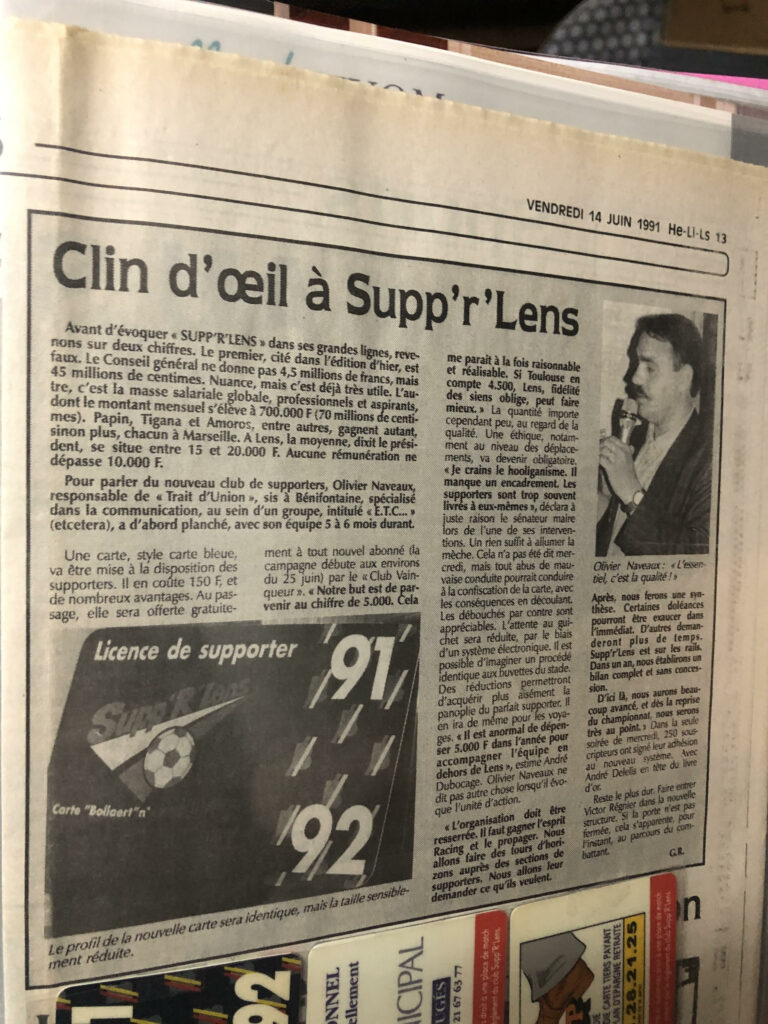 VENDREDI 14 JUIN 1991 He-Li-Ls 13
Clin d'œil à Supp'r'Lens
Avant d'évoquer « SUPP'R'LENS » dans ses grandes lignes, reve-
nons sur deux chiffres. Le premier, cité dans l'édition d'hier, est
faux. Le Conseil général ne donne pas 4,5 millions de francs, mais
45 millions de centimes. Nuance, mais c'est déjà très utile. L'au-
tre, c'est la masse salariale globale, professionnels et aspirants,
dont le montant mensuel s'élève à 700.000 F (70 millions de centi-
mes). Papin, Tigana et Amoros, entre autres, gagnent autant,
sinon plus, chacun à Marseille. A Lens, la moyenne, dixit le prési-
dent, se situe entre 15 et 20.000 F. Aucune rémunération ne
dépasse 10.000 F.
Pour parler du nouveau club de supporters, Olivier Naveaux,
responsable de « Trait d'Union », sis à Bénifontaine, spécialisé
dans la communication, au sein d'un groupe, intitulé « E.T.C... »
(etcetera), a d'abord planché, avec son équipe 5 à 6 mois durant.
Une carte, style carte bleue,
va être mise à la disposition des
supporters. Il en coûte 150 F, et
de nombreux avantages. Au pas-
sage, elle sera offerte gratuite-
ment à tout nouvel abonné (la
campagne débute aux environs
du 25 juin) par le « Club Vain-
queur ». « Notre but est de par-
venir au chiffre de 5.000. Cela
me parait à la fois raisonnable
et réalisable. Si Toulouse en
compte 4.500, Lens, fidélité
des siens oblige, peut faire
mieux. » La quantité importe
cependant peu, au regard de la
qualité. Une éthique, notam-
ment au niveau des déplace-
ments, va devenir obligatoire.
« Je crains le hooliganisme. Il
manque un encadrement. Les
supporters sont trop souvent
livrés à eux-mêmes », déclara à
juste raison le sénateur maire
lors de l'une de ses interven-
tions. Un rien suffit à allumer la
mèche. Cela n'a pas été dit mer-
credi, mais tout abus de mau-
vaise conduite pourrait conduire
à la confiscation de la carte, avec
les conséquences en découlant.
Les débouchés par contre sont
appréciables. L'attente au gui-
chet sera réduite, par le biais
d'un système électronique. Il est
possible d'imaginer un procédé
identique aux buvettes du stade.
Des réductions permettront
d'acquérir plus aisément la
panoplie du parfait supporter. Il
en ira de même pour les voya-
ges. « Il est anormal de dépen-
ser 5.000 F dans l'année pour
accompagner l'équipe en
dehors de Lens », estime André
Dubocage. Olivier Naveaux ne
dit pas autre chose lorsqu'il évo-
que l'unité d'action.
« L'organisation doit être
resserrée. Il faut gagner l'esprit
Racing et le propager. Nous
allons faire des tours d'hori-
zons auprès des sections de
supporters. Nous allons leur
demander ce qu'ils veulent.
Olivier Naveaux : « L'essen-
tiel, c'est la qualité ! »
Après, nous ferons une syn-
thèse. Certaines doléances
pourront être exaucer dans
l'immédiat. D'autres deman-
deront plus de temps.
Supp'r'Lens est sur les rails.
Dans un an, nous établirons un
bilan complet et sans conces-
sion.
D'ici là, nous aurons beau-
coup avancé, et dès la reprise
du championnat, nous serons
très au point. » Dans la seule
soirée de mercredi, 250 sous-
cripteurs ont signé leur adhésion
au nouveau système. Avec
André Delelis en tête du livre
d'or.
Reste le plus dur. Faire entrer
Victor Régnier dans la nouvelle
structure. Si la porte n'est pas
fermée, cela s'apparente, pour
l'instant, au parcours du com-
battant.
G.R.
Licence de supporter
91
Supp'R'Lens
Carte "Bollaert"n°
92
Le profil de la nouvelle carte sera identique, mais la taille sensible-
ment réduite.
92
ICIPAL
21 67 63 77
CARTE TIERS PAYANT
AN D'EPARGNE RETRAITE
.28.21.25
on